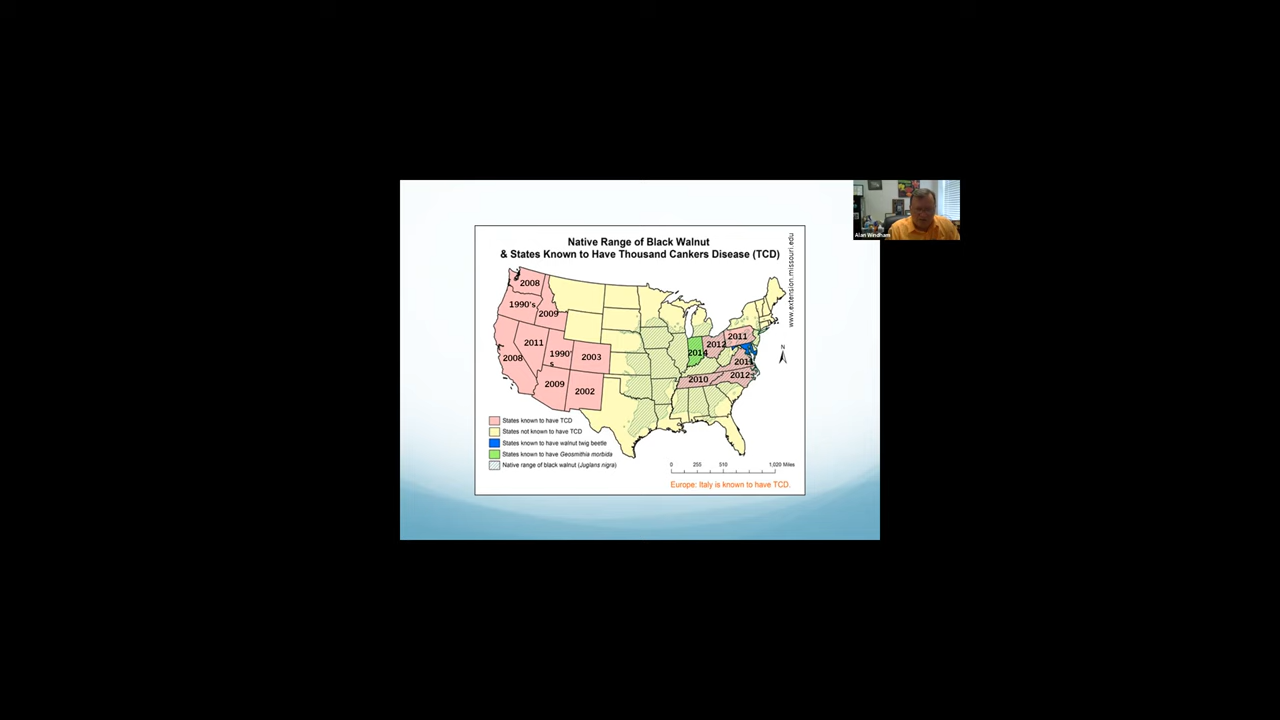 Native Range of Black Walnut
& States Known to Have Thousand Cankers Disease (TCD)
www.extension.missouri.edu
Alan Windham
2008
1990's
2009
2011
2008
1990'
s
2003
2009
2002
2014
2012
2011
2011
2010
2012
N
States known to have TCD
States not known to have TCD
States known to have walnut twig beetle
States known to have Geosmithia morbida
Native range of black walnut (Juglans nigra)
0 255 510 1,020 Miles
Europe: Italy is known to have TCD.